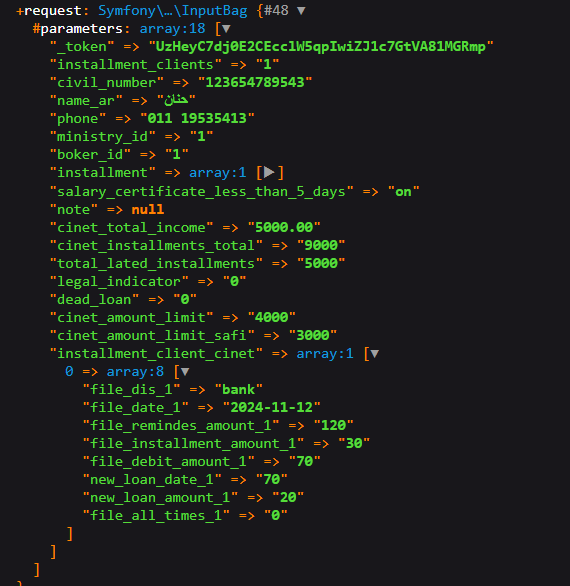 +request: Symfony\…\InputBag {#48 ▼
#parameters: array:18 [▼
"_token" => "UzHeyC7dj0E2CEcclW5qpIwiZJ1c7GtVA81MGRmp"
"installment_clients" => "1"
"civil_number" => "123654789543"
"name_ar" => "حنان"
"phone" => "011 19535413"
"ministry_id" => "1"
"boker_id" => "1"
"installment" => array:1 [▶]
"salary_certificate_less_than_5_days" => "on"
"note" => null
"cinet_total_income" => "5000.00"
"cinet_installments_total" => "9000"
"total_lated_installments" => "5000"
"legal_indicator" => "0"
"dead_loan" => "0"
"cinet_amount_limit" => "4000"
"cinet_amount_limit_safi" => "3000"
"installment_client_cinet" => array:1 [▼
0 => array:8 [▼
"file_dis_1" => "bank"
"file_date_1" => "2024-11-12"
"file_remindes_amount_1" => "120"
"file_installment_amount_1" => "30"
"file_debit_amount_1" => "70"
"new_loan_date_1" => "70"
"new_loan_amount_1" => "20"
"file_all_times_1" => "0"
]
]
]
}